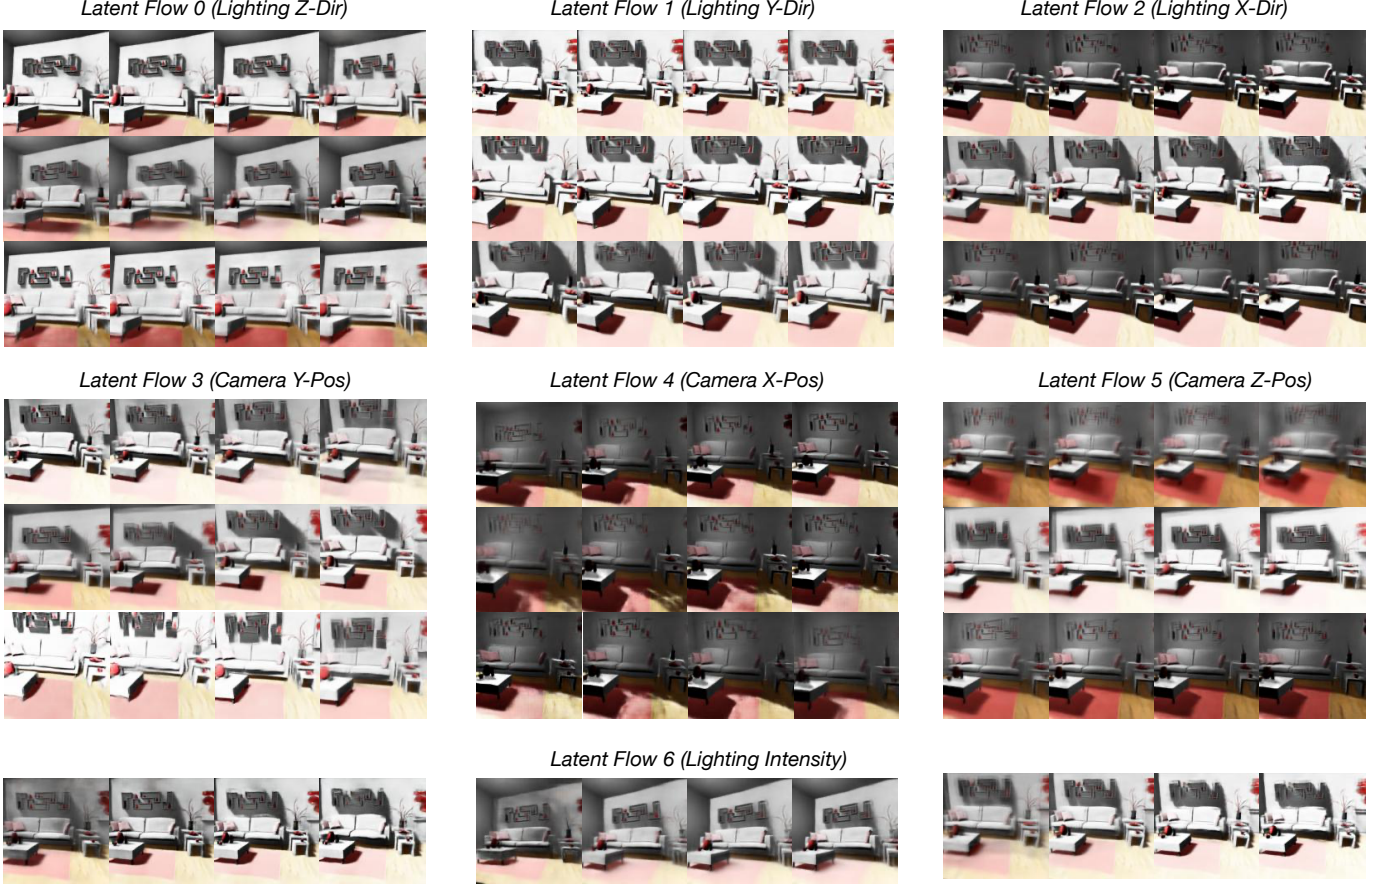 Latent Flow 0 (Lighting Z-Dir)
Latent Flow 1 (Lighting Y-Dir)
Latent Flow 2 (Lighting X-Dir)
Latent Flow 3 (Camera Y-Pos)
Latent Flow 4 (Camera X-Pos)
Latent Flow 5 (Camera Z-Pos)
Latent Flow 6 (Lighting Intensity)